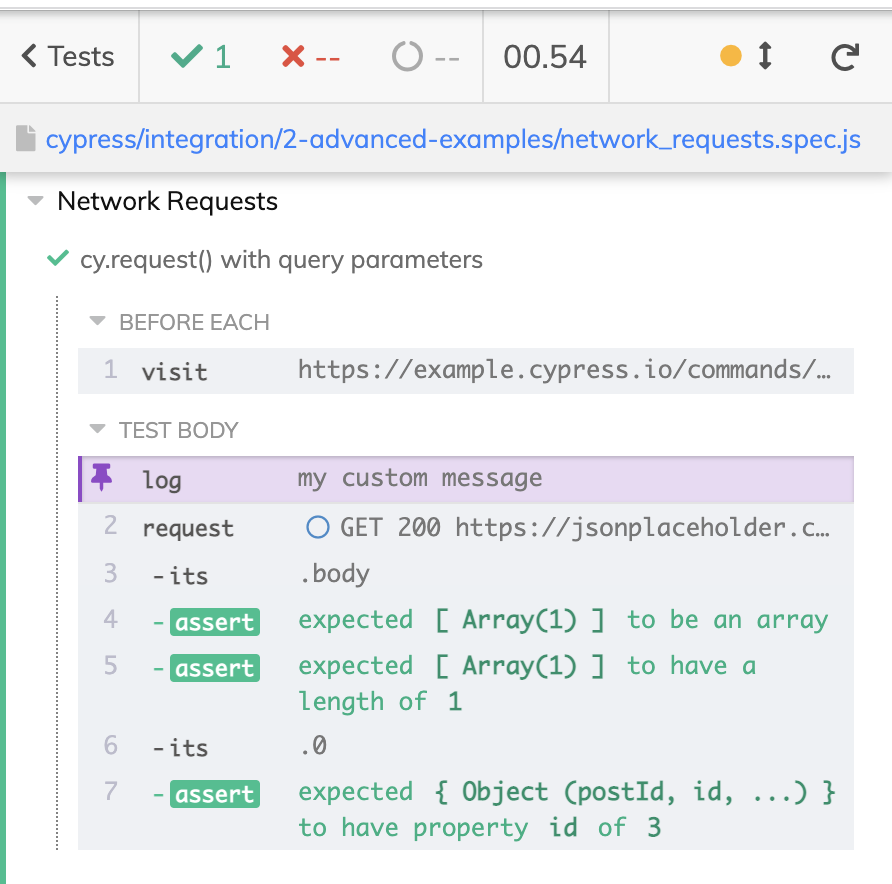 Tests 1 -- -- 00.54
cypress/integration/2-advanced-examples/network_requests.spec.js
Network Requests
cy.request() with query parameters
BEFORE EACH
1 visit https://example.cypress.io/commands/…
TEST BODY
log my custom message
2 request GET 200 https://jsonplaceholder.c…
3 -its .body
4 -assert expected [ Array(1) ] to be an array
5 -assert expected [ Array(1) ] to have a
length of 1
6 -its .0
7 -assert expected { Object (postId, id, ...) }
to have property id of 3